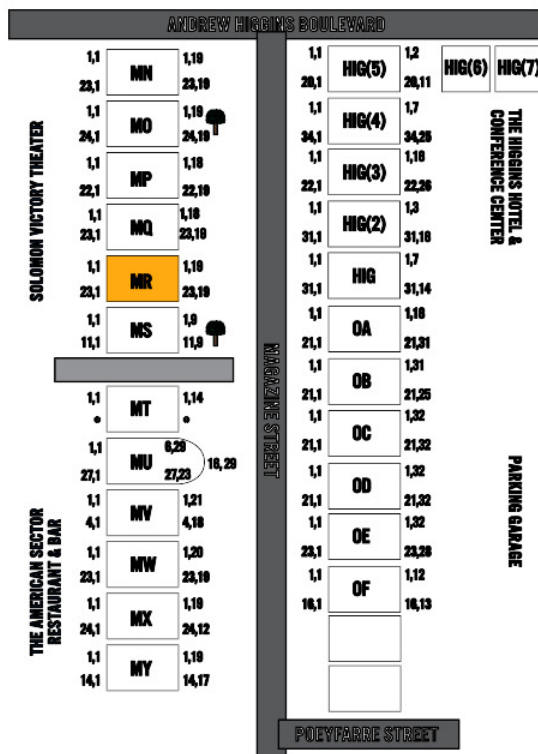 ANDREW HIGGINS BOULEVARD
SOLOMON VICTORY THEATER
1,1 MN 1,19
23,1 23,19
1,1 MO 1,19
24,1 24,19
1,1 MP 1,18
22,1 22,19
1,1 MQ 1,18
23,1 23,19
1,1 MR 1,19
23,1 23,19
1,1 MS 1,9
11,1 11,9
1,1 MT 1,14
1,1 MU 6,29
27,1 27,23 16,29
THE AMERICAN SECTOR
RESTAURANT & BAR
1,1 MV 1,21
4,1 4,18
1,1 MW 1,20
23,1 23,19
1,1 MX 1,19
24,1 24,12
1,1 MY 1,19
14,1 14,17
MAGAZINE STREET
1,1 HIG(5) 1,2
20,1 20,11
HIG(6) HIG(7)
1,1 HIG(4) 1,7
34,1 34,25
1,1 HIG(3) 1,18
22,1 22,26
1,1 HIG(2) 1,3
31,1 31,18
1,1 HIG 1,7
31,1 31,14
THE HIGGINS HOTEL &
CONFERENCE CENTER
1,1 OA 1,18
21,1 21,31
1,1 OB 1,31
21,1 21,25
1,1 OC 1,32
21,1 21,32
1,1 OD 1,32
21,1 21,32
1,1 OE 1,32
23,1 23,28
1,1 OF 1,12
16,1 16,13
PARKING GARAGE
POEYFARRE STREET